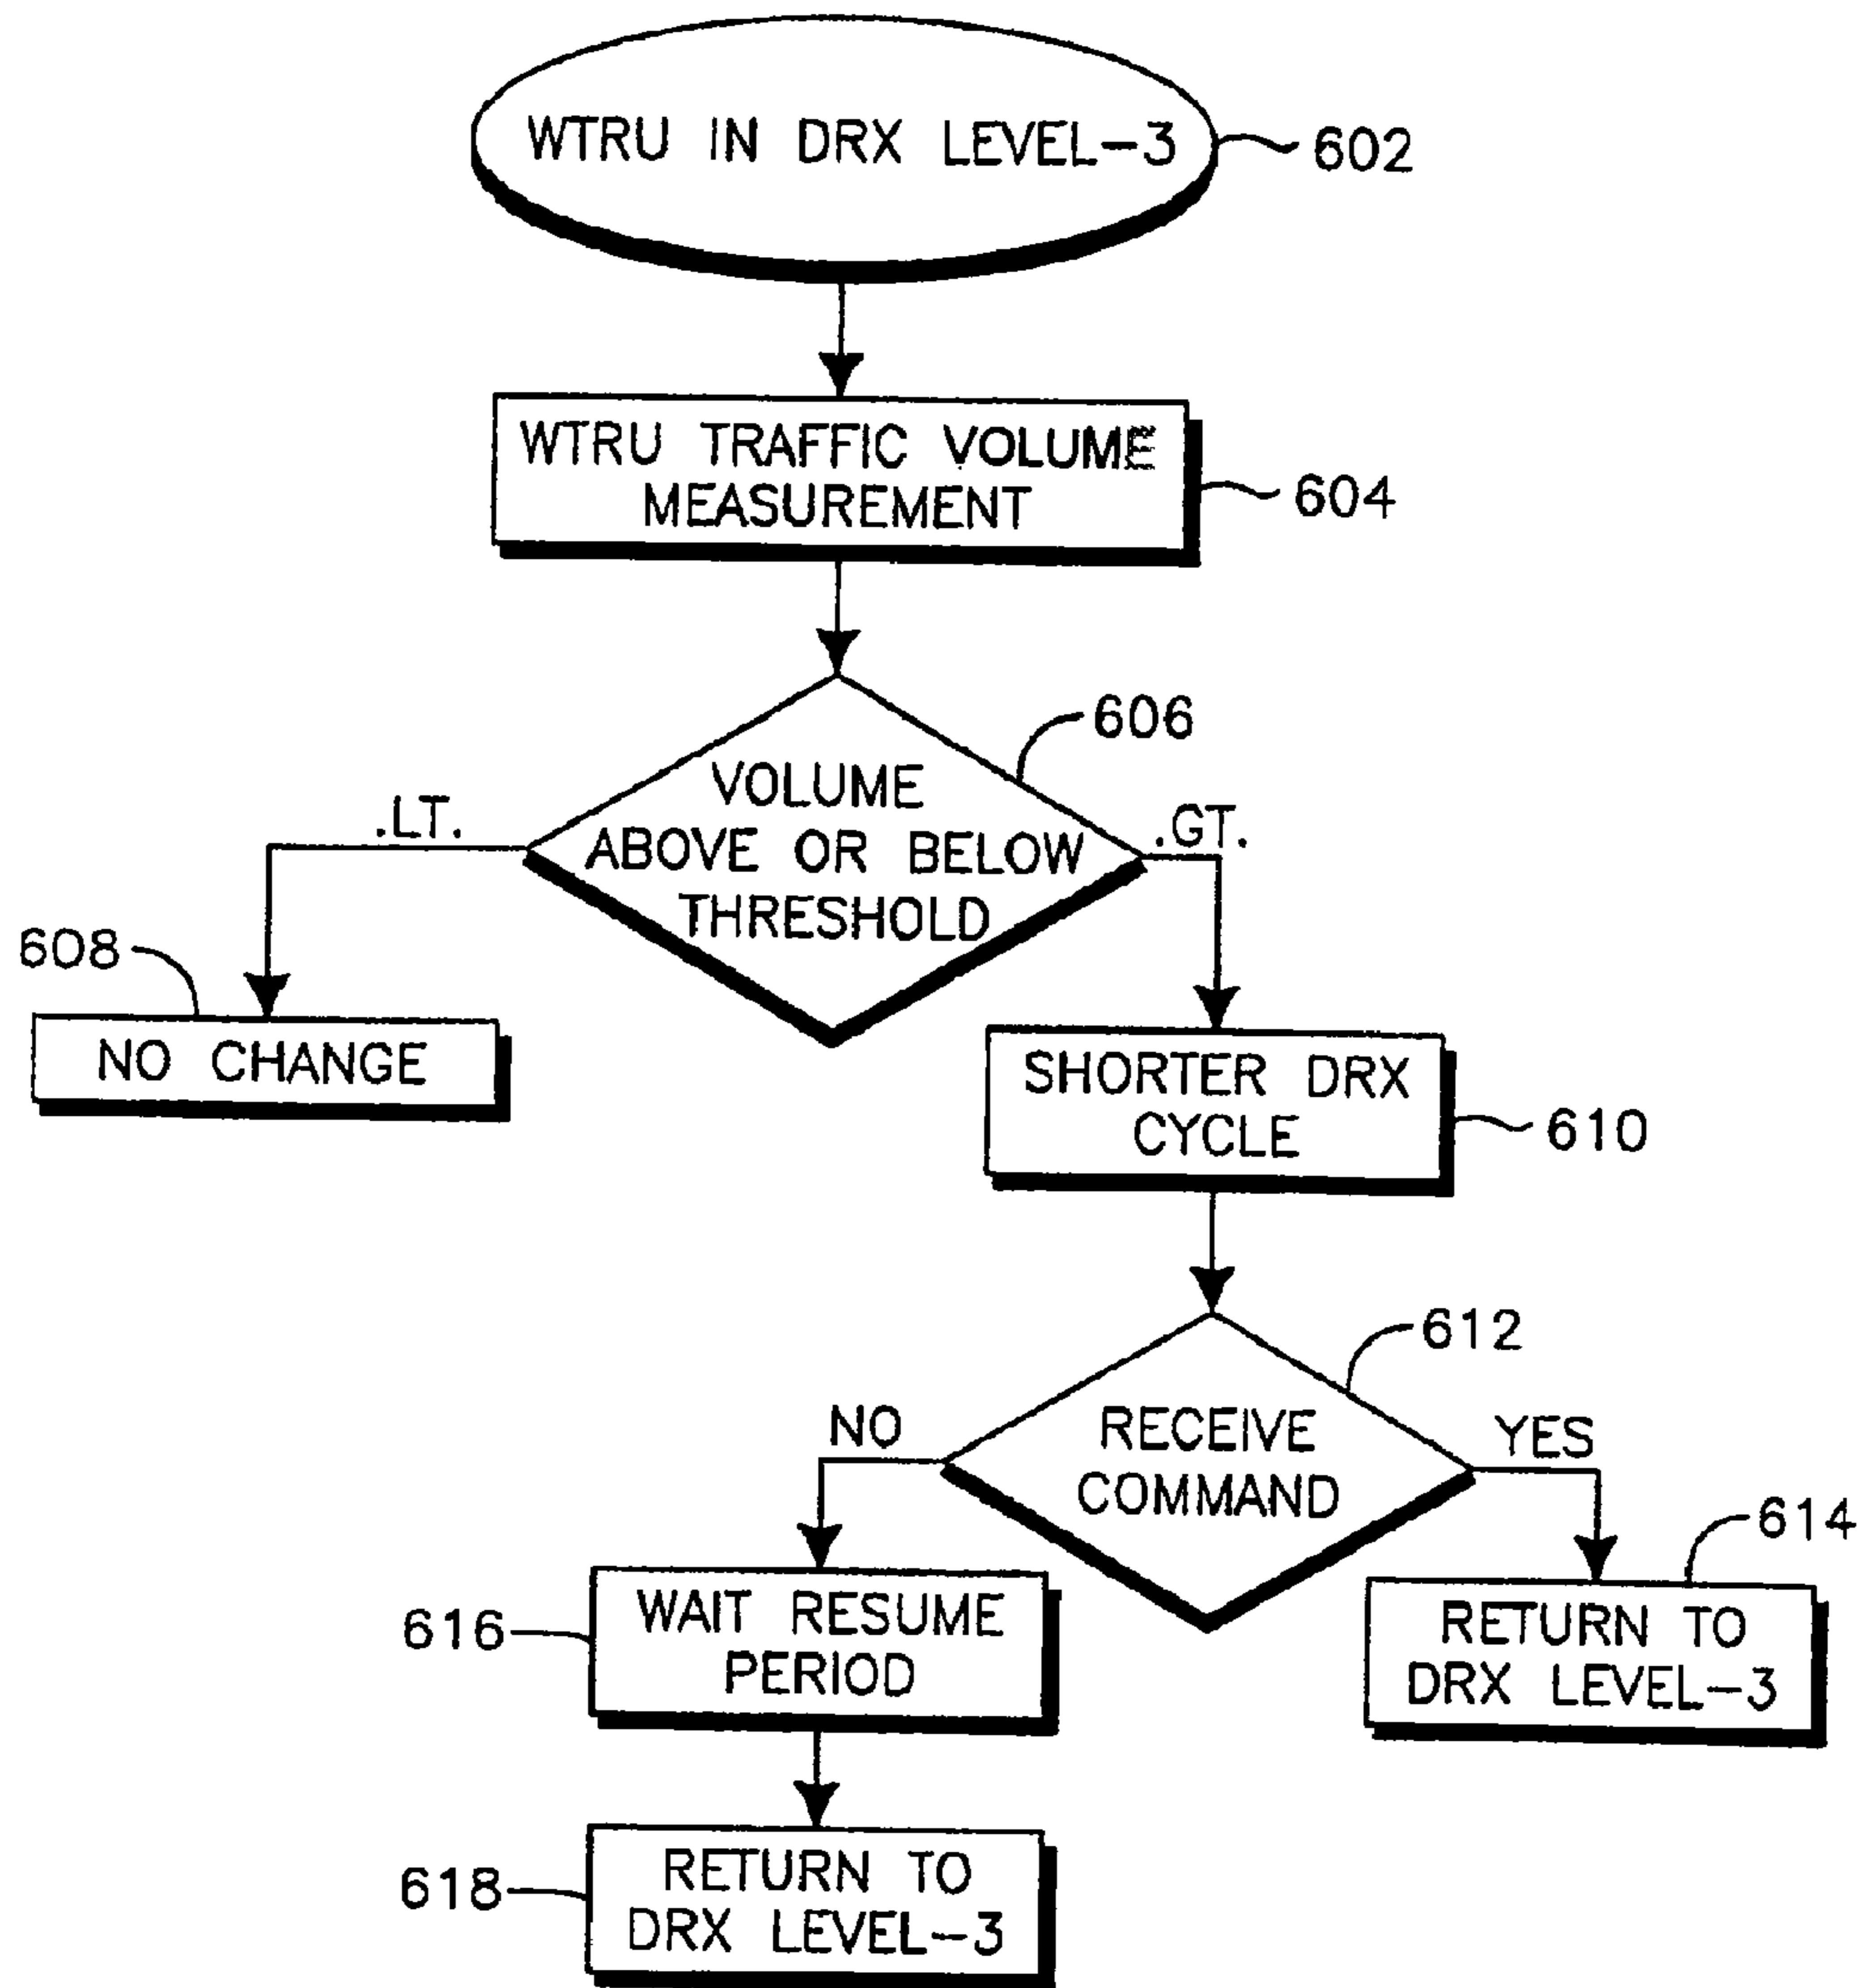 WTRU IN DRX LEVEL-3
602
WTRU TRAFFIC VOLUME
MEASUREMENT
604
606
VOLUME
ABOVE OR BELOW
THRESHOLD
.LT.
.GT.
608
NO CHANGE
SHORTER DRX
CYCLE
610
612
RECEIVE
COMMAND
NO
YES
614
616
WAIT RESUME
PERIOD
RETURN TO
DRX LEVEL-3
618
RETURN TO
DRX LEVEL-3